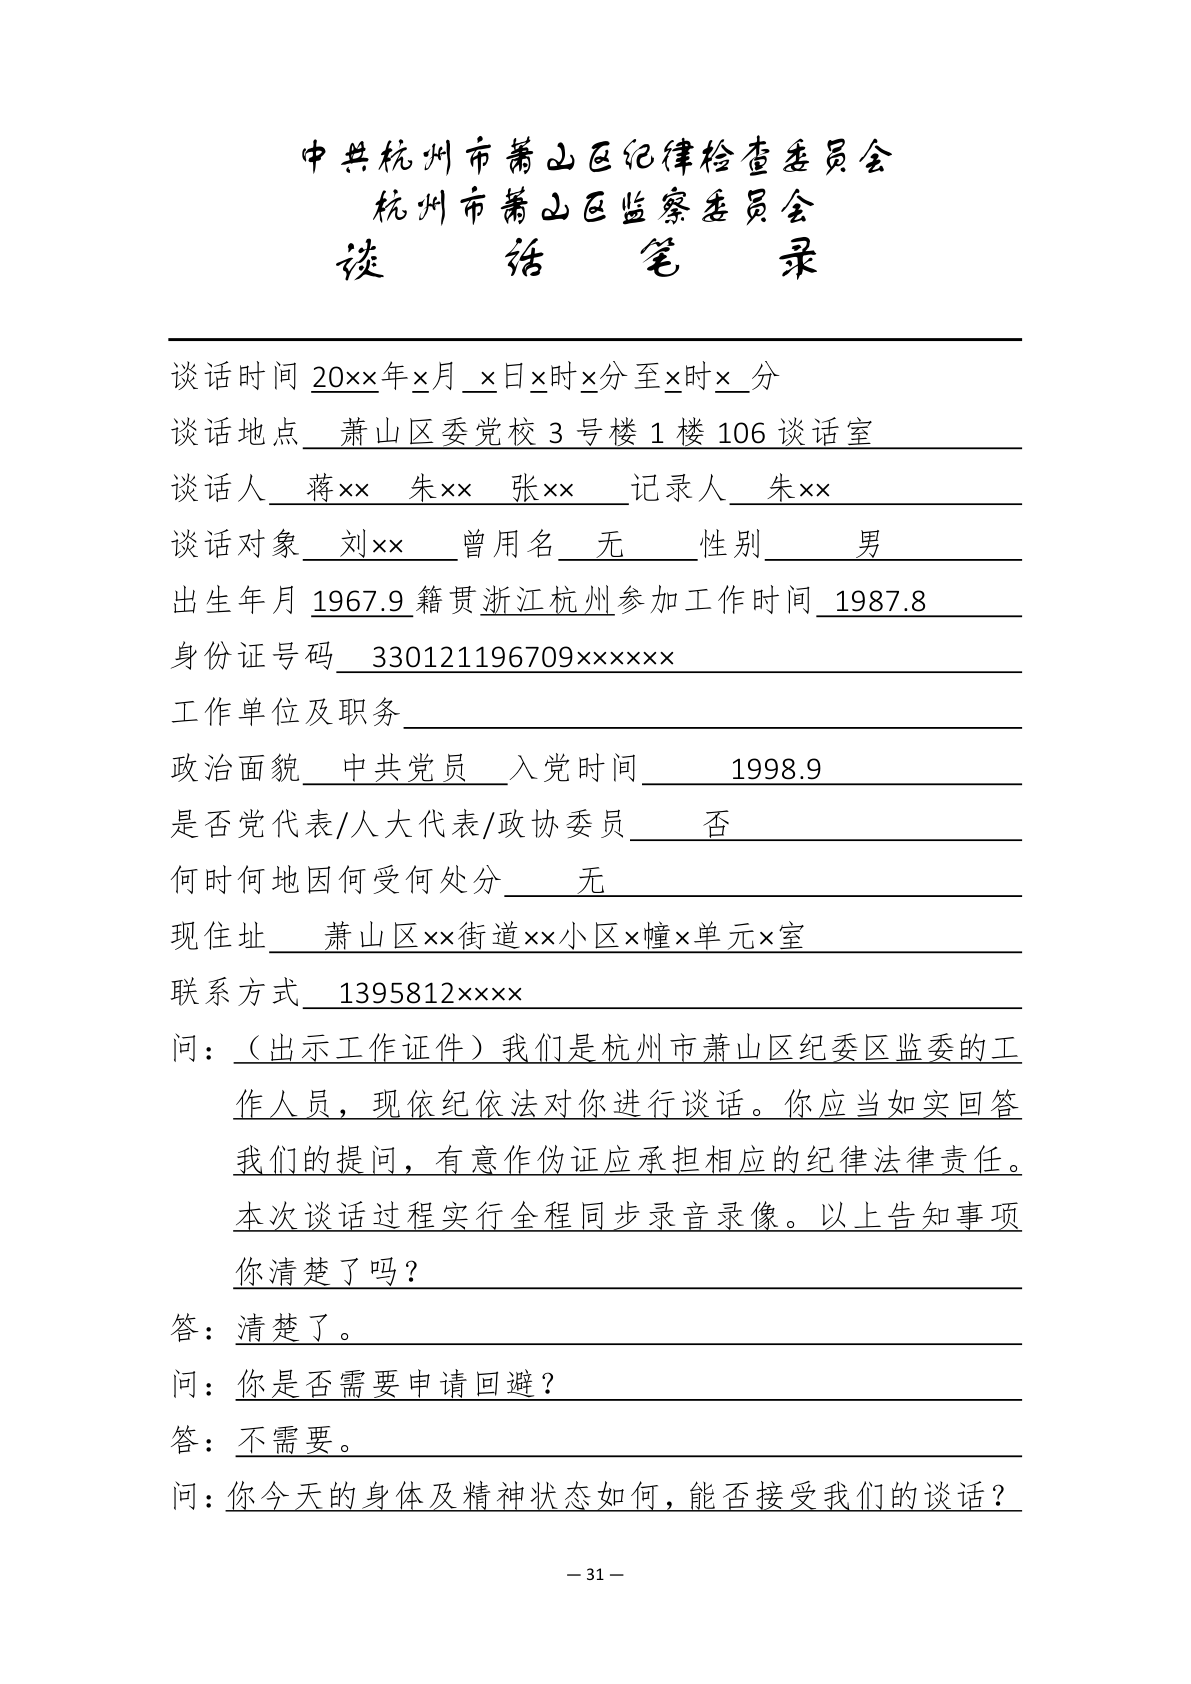 中共杭州市萧山区纪律检查委员会
杭州市萧山区监察委员会
谈 话 笔 录
谈话时间 20××年×月 ×日×时×分至×时× 分
谈话地点 萧山区委党校 3 号楼 1 楼 106 谈话室
谈话人 蒋×× 朱×× 张×× 记录人 朱××
谈话对象 刘×× 曾用名 无 性别 男
出生年月 1967.9 籍贯浙江杭州参加工作时间 1987.8
身份证号码 330121196709××××××
工作单位及职务
政治面貌 中共党员 入党时间 1998.9
是否党代表/人大代表/政协委员 否
何时何地因何受何处分 无
现住址 萧山区××街道××小区×幢×单元×室
联系方式 1395812××××
问：（出示工作证件）我们是杭州市萧山区纪委区监委的工
作人员，现依纪依法对你进行谈话。你应当如实回答
我们的提问，有意作伪证应承担相应的纪律法律责任。
本次谈话过程实行全程同步录音录像。以上告知事项
你清楚了吗？
答：清楚了。
问：你是否需要申请回避？
答：不需要。
问：你今天的身体及精神状态如何，能否接受我们的谈话？
— 31 —